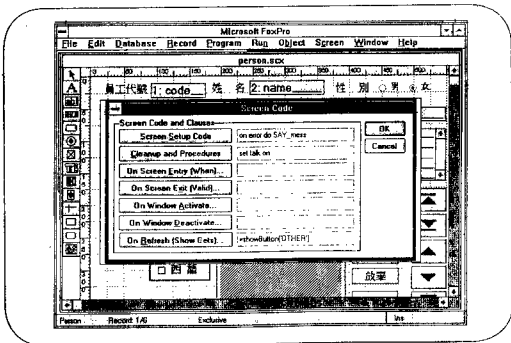 Microsoft FoxPro
File Edit Database Record Program Run Object Screen Window Help
person.scx
員工代號 1: code 姓 名 2: name 性 別 男 女
Screen Code
Screen Code and Clauses
Screen Setup Code... on error do SAY_mess OK
Cleanup and Procedures set talk on Cancel
On Screen Entry (When)...
On Screen Exit (Valid)...
On Window Activate...
On Window Deactivate...
On Refresh (Show Gets)... =showButton('OTHER')
放棄
Person Record: 1/6 Exclusive Ins